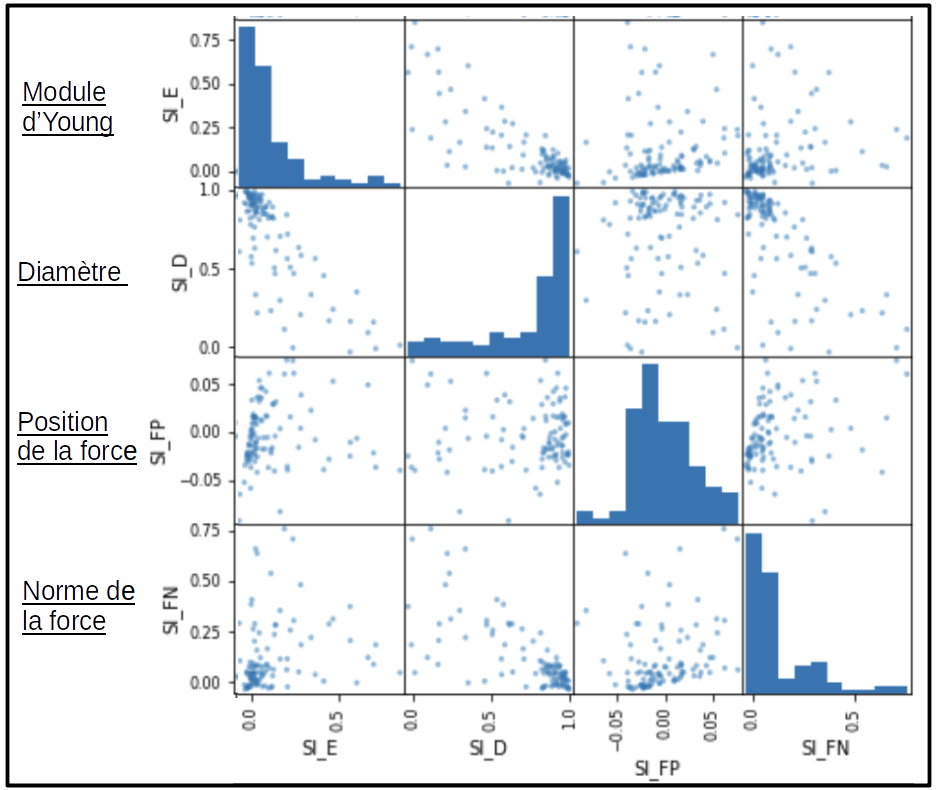 Module
d'Young
SI_E
0.75
0.50
0.25
0.00
Diamètre
SI_D
1.0
0.5
0.0
Position
de la force
SI_FP
0.05
0.00
−0.05
Norme de
la force
SI_FN
0.75
0.50
0.25
0.00
0.0 0.5 0.0 0.5 1.0 −0.05 0.00 0.05 0.0 0.5
SI_E SI_D SI_FP SI_FN